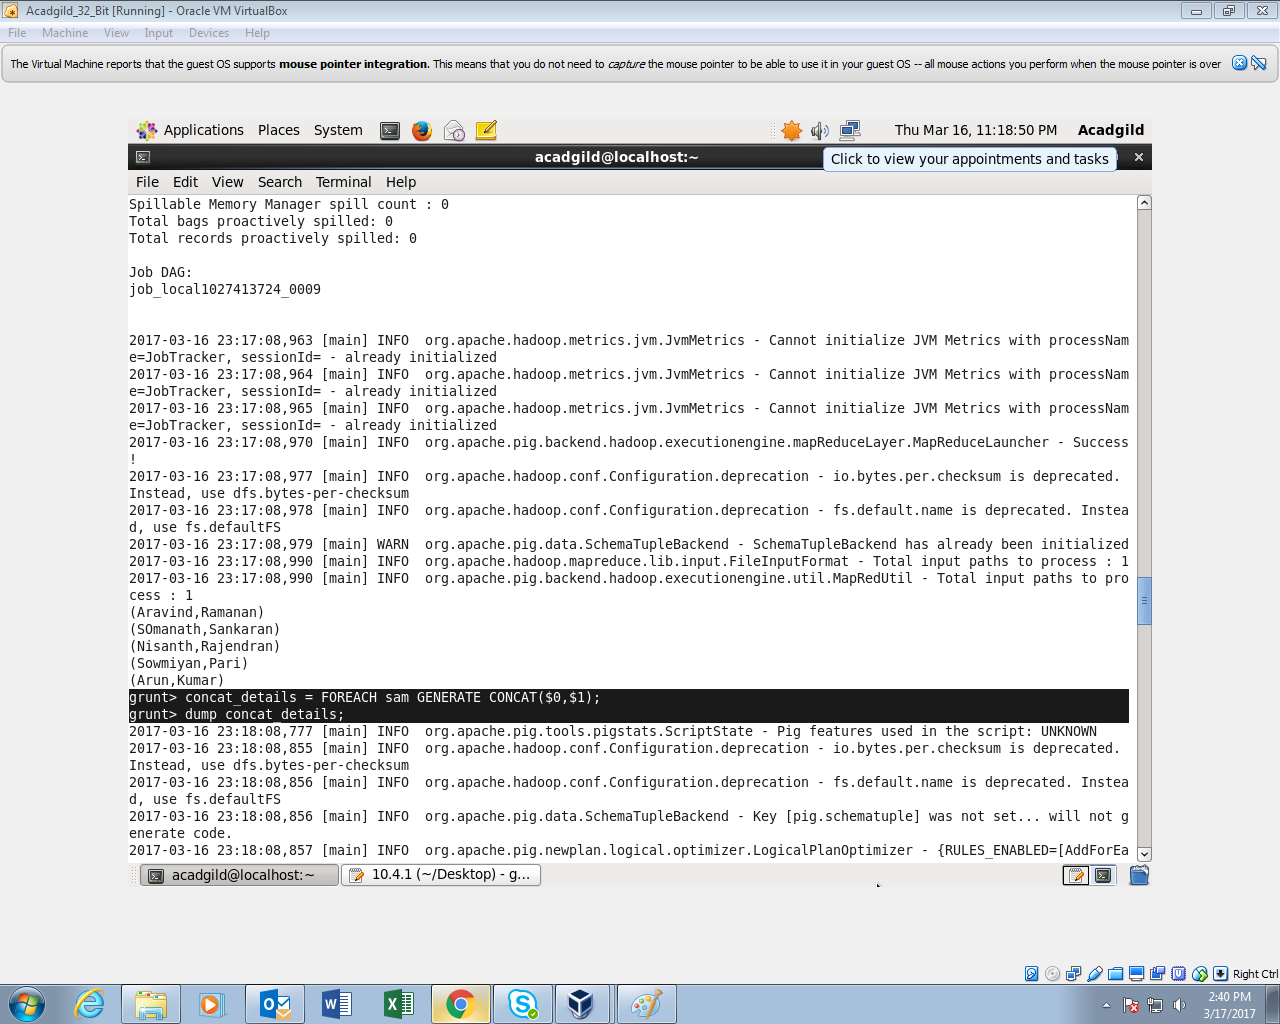 Acadgild_32_Bit [Running] - Oracle VM VirtualBox
File Machine View Input Devices Help
The Virtual Machine reports that the guest OS supports mouse pointer integration. This means that you do not need to capture the mouse pointer to be able to use it in your guest OS -- all mouse actions you perform when the mouse pointer is over
Applications Places System Thu Mar 16, 11:18:50 PM Acadgild
acadgild@localhost:~
Click to view your appointments and tasks
File Edit View Search Terminal Help
Spillable Memory Manager spill count : 0
Total bags proactively spilled: 0
Total records proactively spilled: 0
Job DAG:
job_local1027413724_0009
2017-03-16 23:17:08,963 [main] INFO  org.apache.hadoop.metrics.jvm.JvmMetrics - Cannot initialize JVM Metrics with processNam
e=JobTracker, sessionId= - already initialized
2017-03-16 23:17:08,964 [main] INFO  org.apache.hadoop.metrics.jvm.JvmMetrics - Cannot initialize JVM Metrics with processNam
e=JobTracker, sessionId= - already initialized
2017-03-16 23:17:08,965 [main] INFO  org.apache.hadoop.metrics.jvm.JvmMetrics - Cannot initialize JVM Metrics with processNam
e=JobTracker, sessionId= - already initialized
2017-03-16 23:17:08,970 [main] INFO  org.apache.pig.backend.hadoop.executionengine.mapReduceLayer.MapReduceLauncher - Success
!
2017-03-16 23:17:08,977 [main] INFO  org.apache.hadoop.conf.Configuration.deprecation - io.bytes.per.checksum is deprecated.
Instead, use dfs.bytes-per-checksum
2017-03-16 23:17:08,978 [main] INFO  org.apache.hadoop.conf.Configuration.deprecation - fs.default.name is deprecated. Instea
d, use fs.defaultFS
2017-03-16 23:17:08,979 [main] WARN  org.apache.pig.data.SchemaTupleBackend - SchemaTupleBackend has already been initialized
2017-03-16 23:17:08,990 [main] INFO  org.apache.hadoop.mapreduce.lib.input.FileInputFormat - Total input paths to process : 1
2017-03-16 23:17:08,990 [main] INFO  org.apache.pig.backend.hadoop.executionengine.util.MapRedUtil - Total input paths to pro
cess : 1
(Aravind,Ramanan)
(SOmanath,Sankaran)
(Nisanth,Rajendran)
(Sowmiyan,Pari)
(Arun,Kumar)
grunt> concat_details = FOREACH sam GENERATE CONCAT($0,$1);
grunt> dump concat_details;
2017-03-16 23:18:08,777 [main] INFO  org.apache.pig.tools.pigstats.ScriptState - Pig features used in the script: UNKNOWN
2017-03-16 23:18:08,855 [main] INFO  org.apache.hadoop.conf.Configuration.deprecation - io.bytes.per.checksum is deprecated.
Instead, use dfs.bytes-per-checksum
2017-03-16 23:18:08,856 [main] INFO  org.apache.hadoop.conf.Configuration.deprecation - fs.default.name is deprecated. Instea
d, use fs.defaultFS
2017-03-16 23:18:08,856 [main] INFO  org.apache.pig.data.SchemaTupleBackend - Key [pig.schematuple] was not set... will not g
enerate code.
2017-03-16 23:18:08,857 [main] INFO  org.apache.pig.newplan.logical.optimizer.LogicalPlanOptimizer - {RULES_ENABLED=[AddForEa
acadgild@localhost:~ 10.4.1 (~/Desktop) - g...
Right Ctrl
2:40 PM
3/17/2017